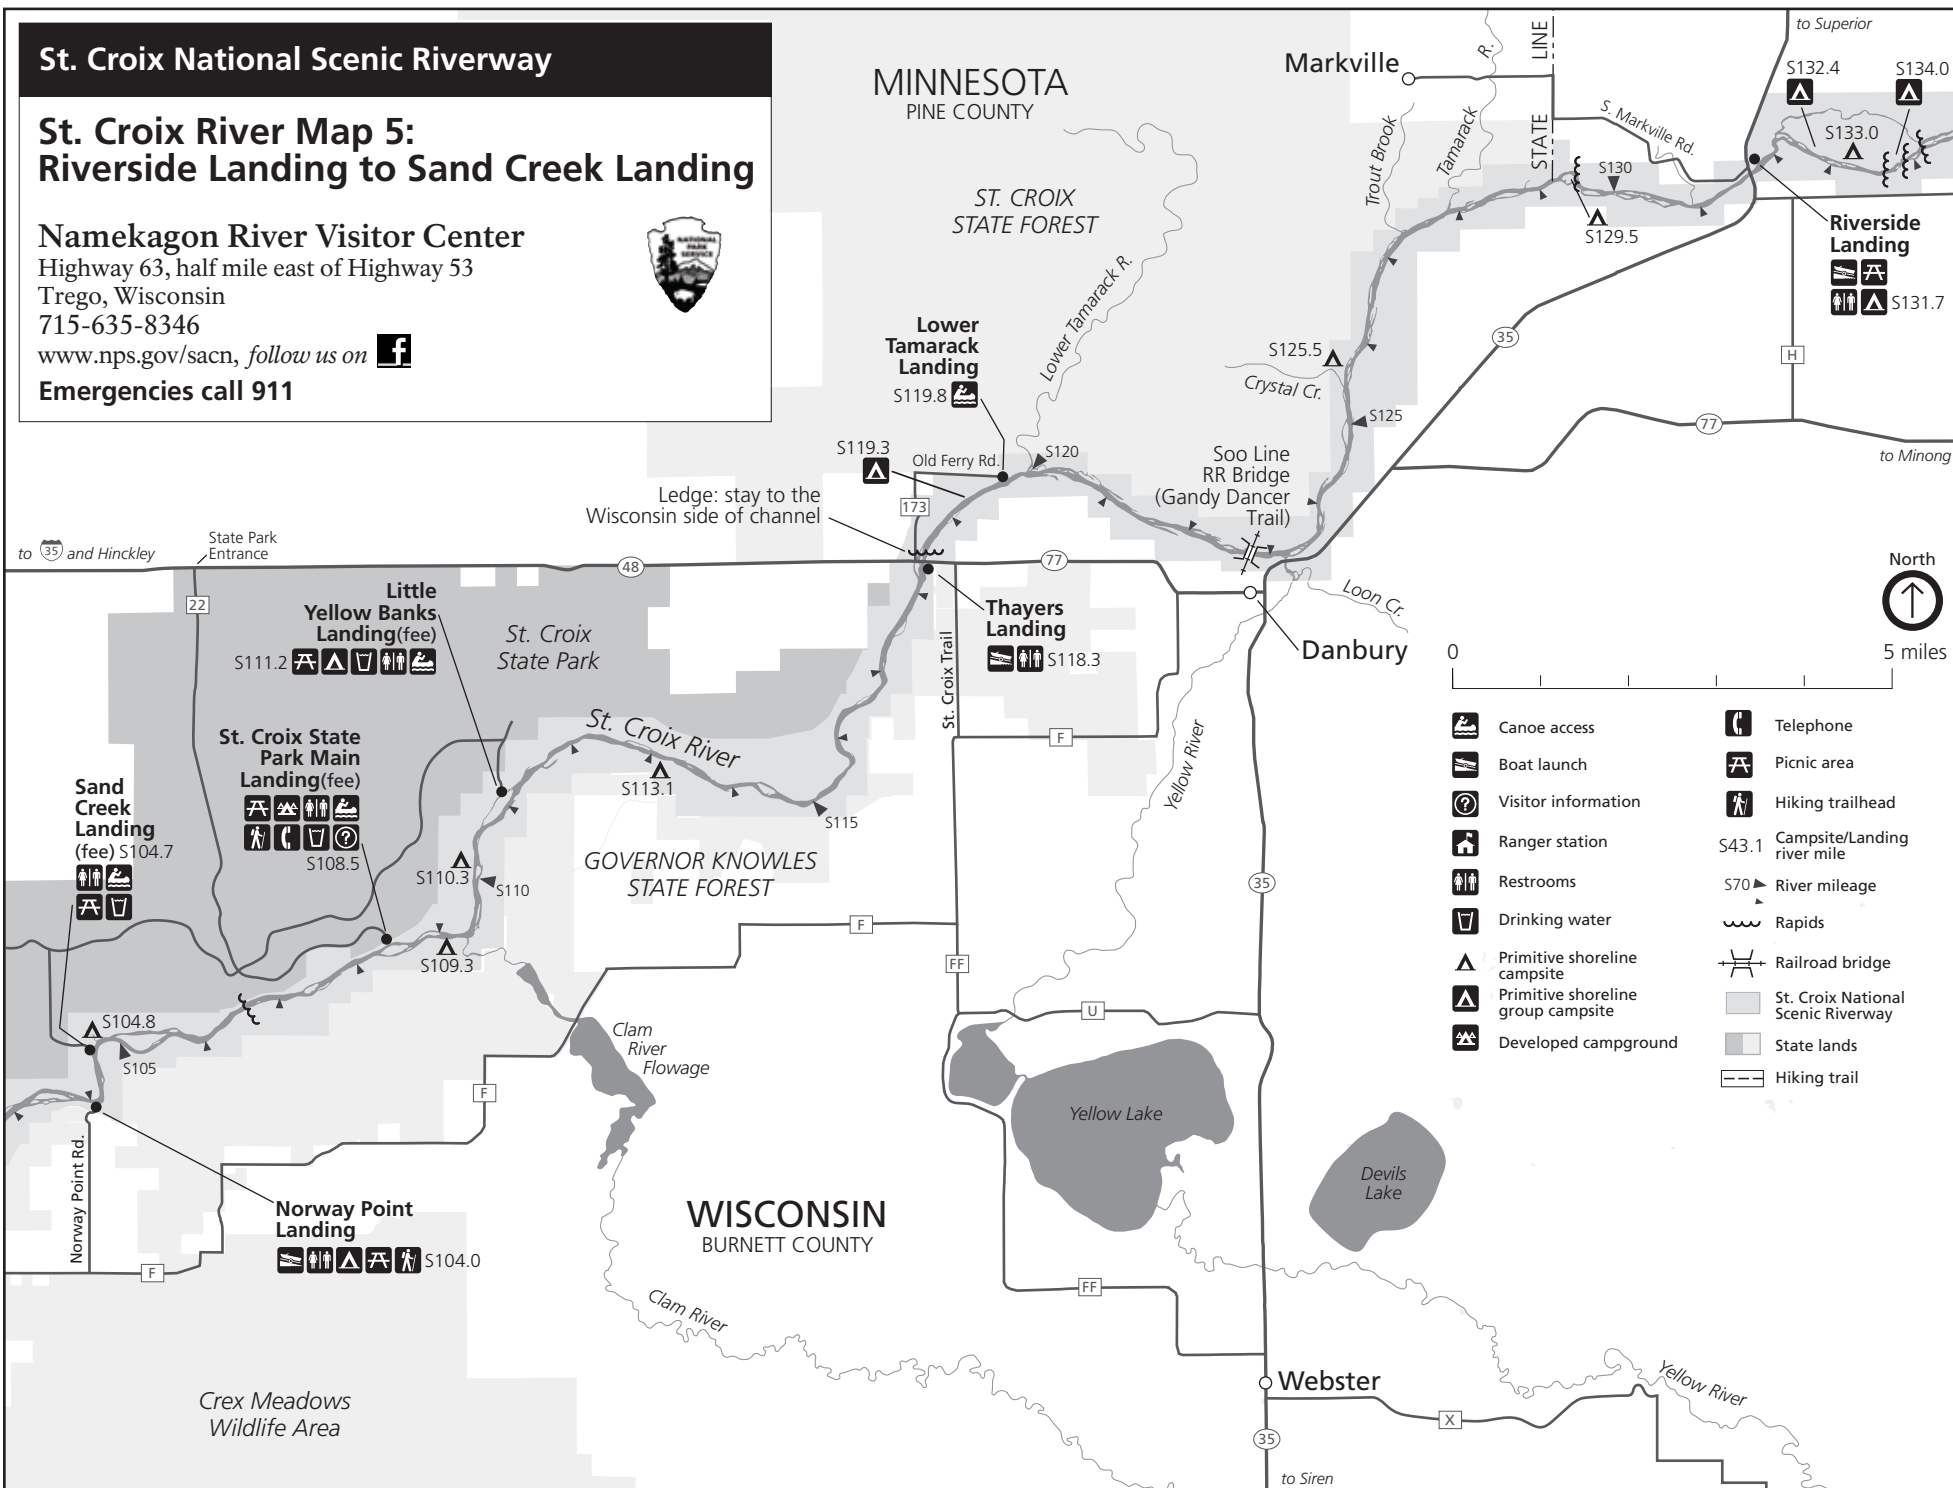 St. Croix National Scenic Riverway
St. Croix River Map 5:
Riverside Landing to Sand Creek Landing
Namekagon River Visitor Center
Highway 63, half mile east of Highway 53
Trego, Wisconsin
715-635-8346
www.nps.gov/sacn, follow us on f
Emergencies call 911
NATIONAL
PARK
SERVICE
MINNESOTA
PINE COUNTY
ST. CROIX
STATE FOREST
Markville
Trout Brook
Tamarack R.
STATE LINE
S. Markville Rd.
to Superior
S132.4
S134.0
S133.0
S130
S129.5
Riverside
Landing
S131.7
35
H
77
to Minong
Lower Tamarack R.
Lower
Tamarack
Landing
S119.8
S125.5
Crystal Cr.
S125
S119.3
Old Ferry Rd.
S120
173
Soo Line
RR Bridge
(Gandy Dancer
Trail)
Ledge: stay to the
Wisconsin side of channel
to 35 and Hinckley
State Park
Entrance
48
77
22
Little
Yellow Banks
Landing(fee)
S111.2
St. Croix
State Park
Thayers
Landing
S118.3
St. Croix Trail
Loon Cr.
Danbury
North
0
5 miles
St. Croix State
Park Main
Landing(fee)
S108.5
St. Croix River
S113.1
S115
F
Yellow River
Sand
Creek
Landing
(fee) S104.7
S110.3
S110
GOVERNOR KNOWLES
STATE FOREST
S109.3
35
F
FF
U
S104.8
S105
Clam
River
Flowage
F
Yellow Lake
Devils
Lake
Norway Point Rd.
Norway Point
Landing
S104.0
F
WISCONSIN
BURNETT COUNTY
FF
Clam River
Crex Meadows
Wildlife Area
Webster
Yellow River
X
35
to Siren
Canoe access
Boat launch
? Visitor information
Ranger station
Restrooms
Drinking water
Primitive shoreline
campsite
Primitive shoreline
group campsite
Developed campground
Telephone
Picnic area
Hiking trailhead
S43.1 Campsite/Landing
river mile
S70 River mileage
Rapids
Railroad bridge
St. Croix National
Scenic Riverway
State lands
Hiking trail